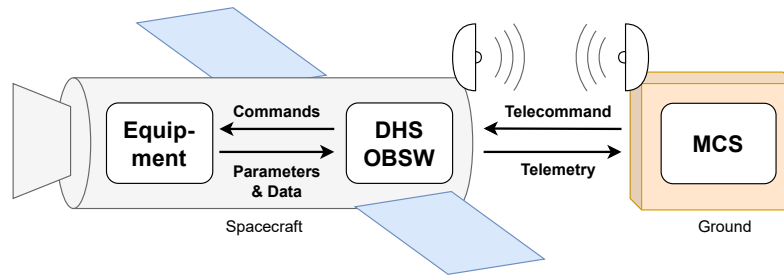 Commands
Telecommand
Equip-
ment
DHS
OBSW
MCS
Parameters
& Data
Telemetry
Spacecraft
Ground